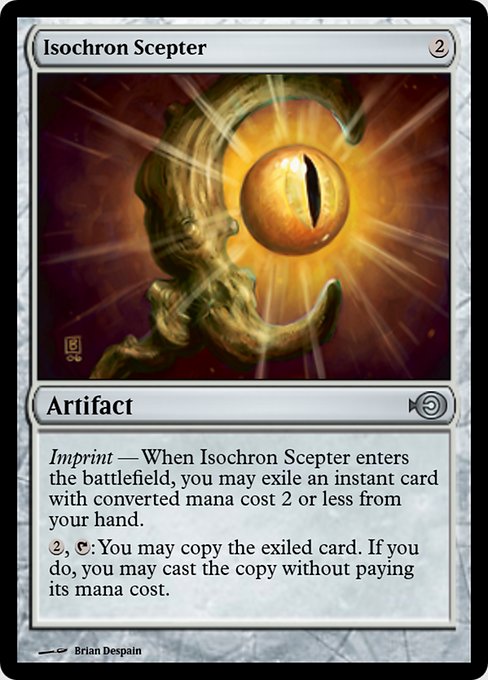 Isochron Scepter 2
B
06
Artifact
Imprint — When Isochron Scepter enters
the battlefield, you may exile an instant card
with converted mana cost 2 or less from
your hand.
2, : You may copy the exiled card. If you
do, you may cast the copy without paying
its mana cost.
Brian Despain